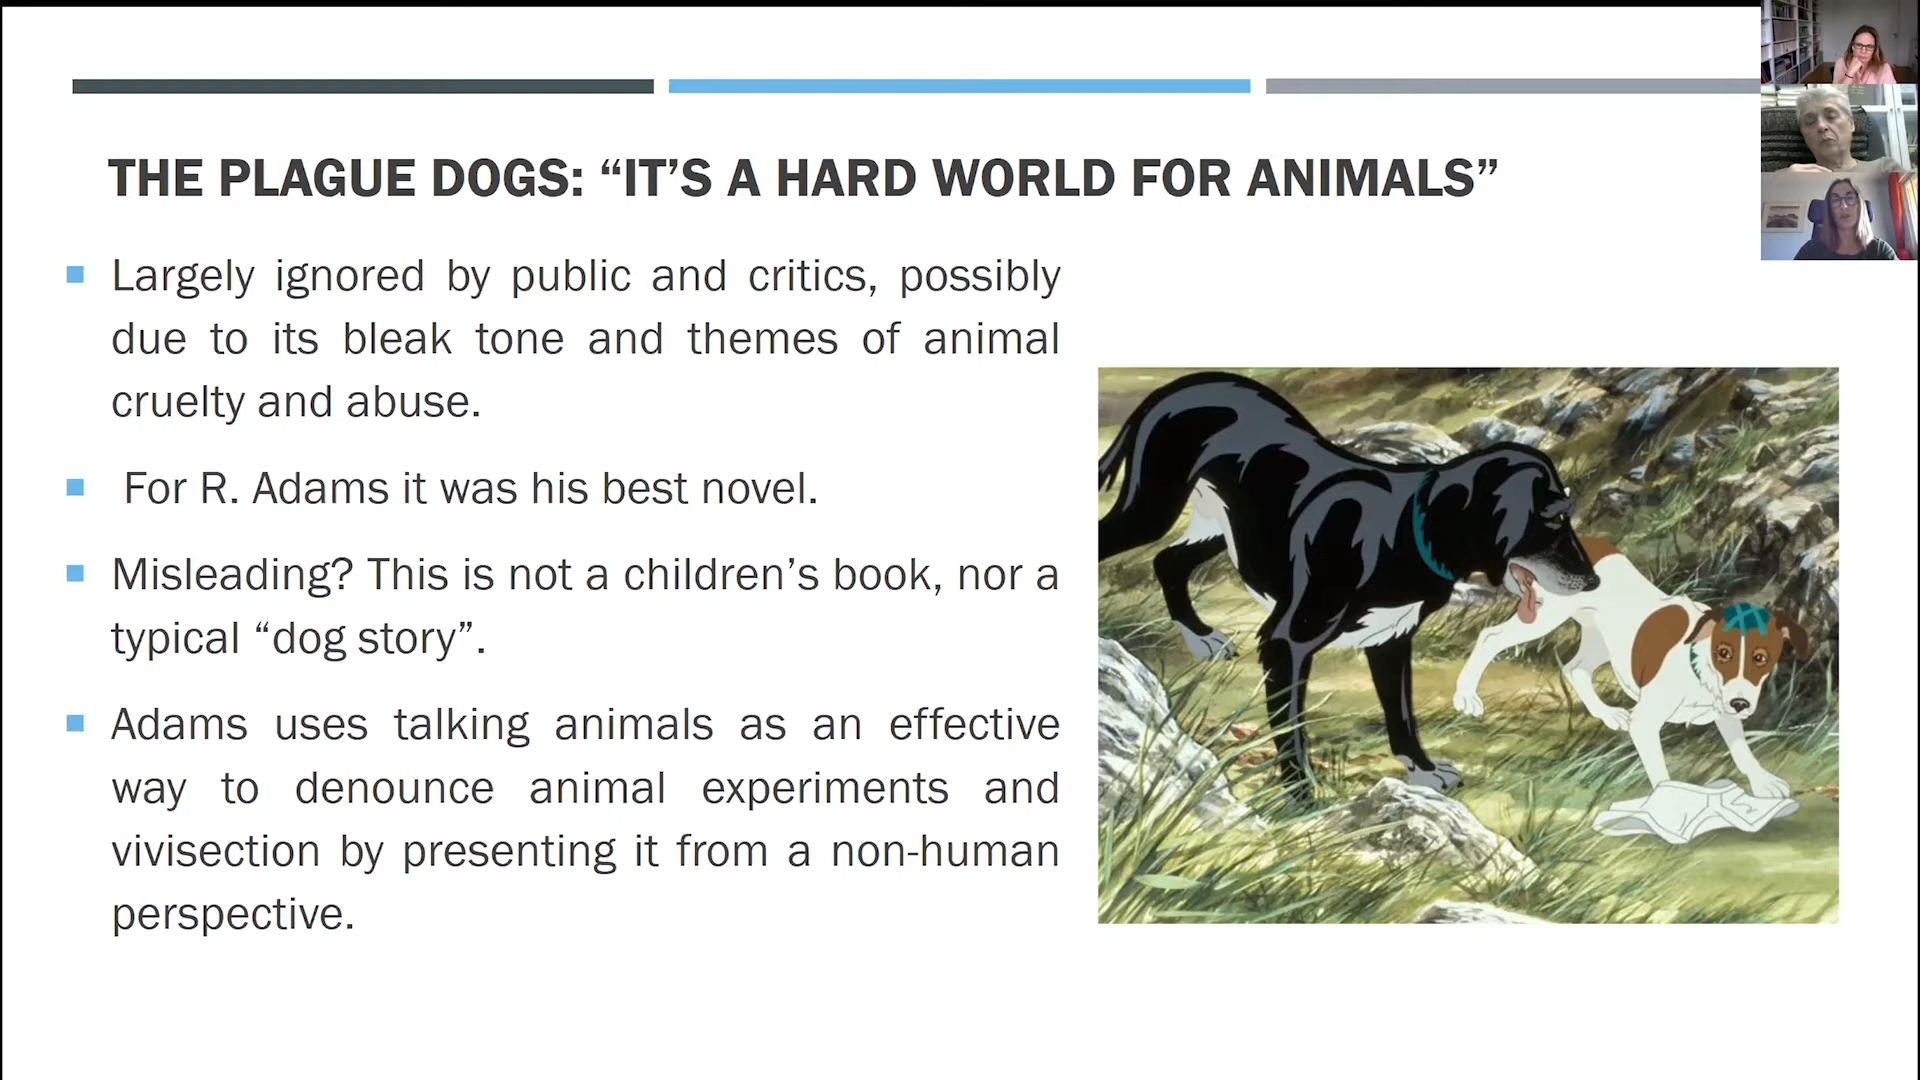 THE PLAGUE DOGS: “IT’S A HARD WORLD FOR ANIMALS”
Largely ignored by public and critics, possibly
due to its bleak tone and themes of animal
cruelty and abuse.
For R. Adams it was his best novel.
Misleading? This is not a children’s book, nor a
typical “dog story”.
Adams uses talking animals as an effective
way to denounce animal experiments and
vivisection by presenting it from a non-human
perspective.